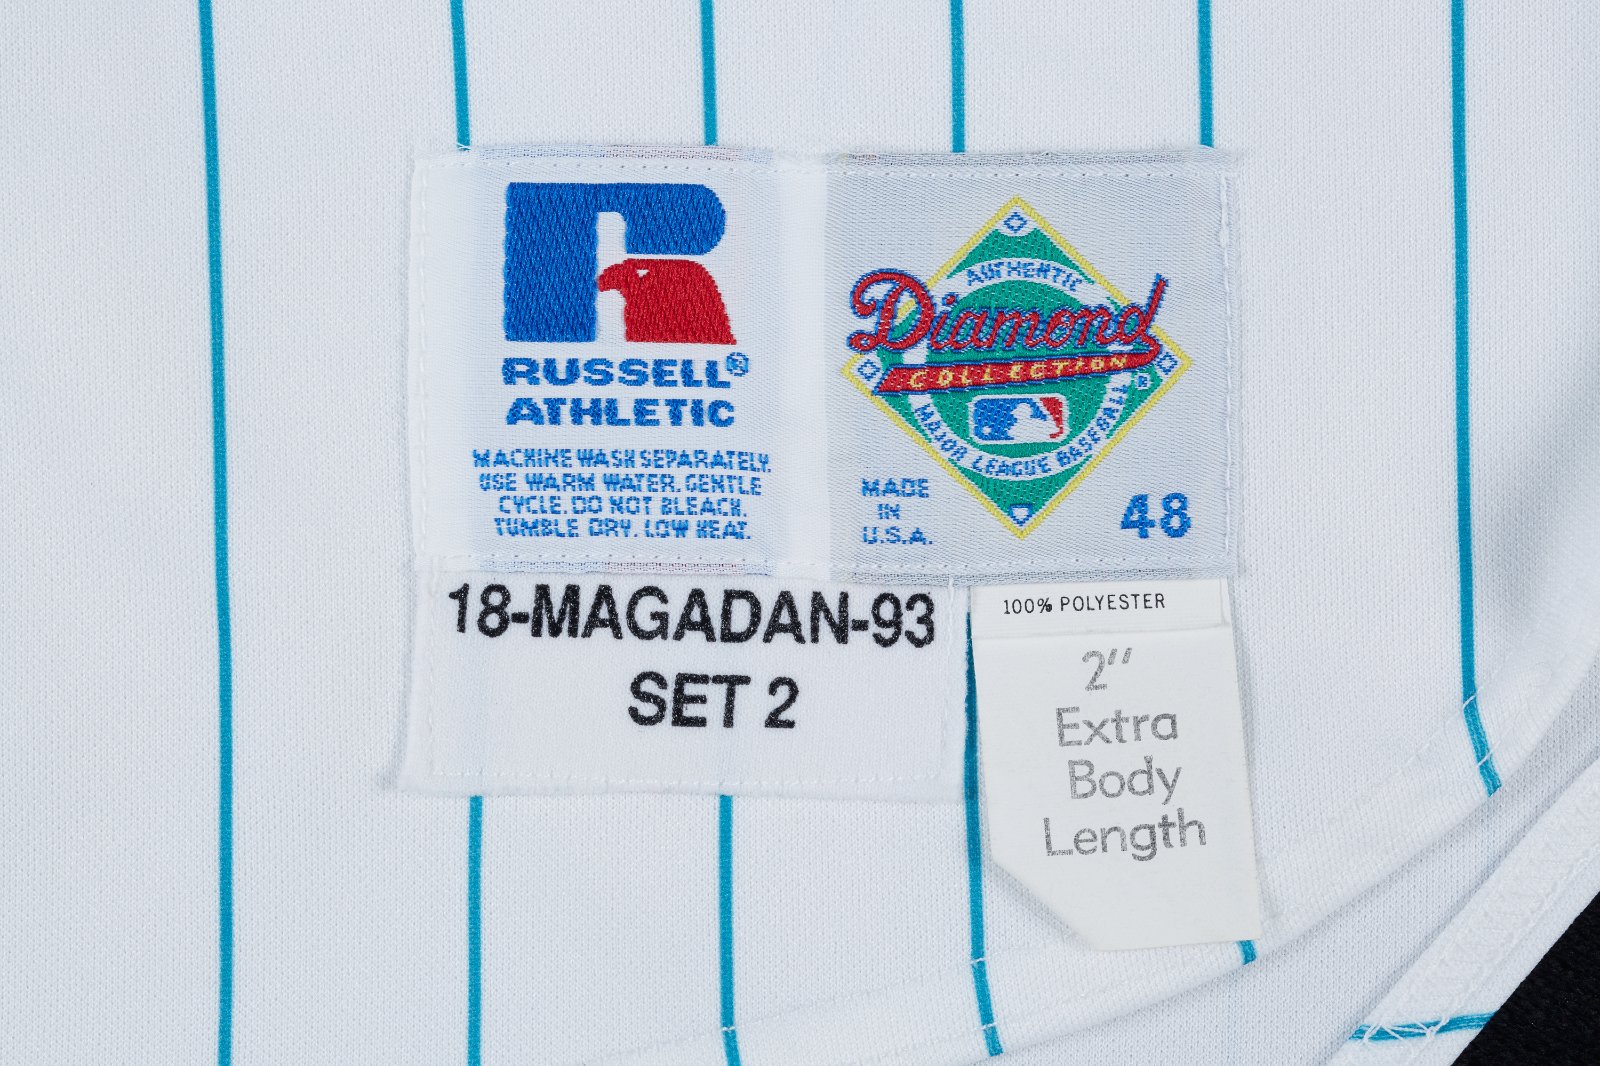 RUSSELL®
ATHLETIC
MACHINE WASH SEPARATELY.
USE WARM WATER. GENTLE
CYCLE. DO NOT BLEACH.
TUMBLE DRY. LOW HEAT.
AUTHENTIC
Diamond
COLLECTION®
MAJOR LEAGUE BASEBALL
MADE
IN
U.S.A.
48
18-MAGADAN-93
SET 2
100% POLYESTER
2"
Extra
Body
Length